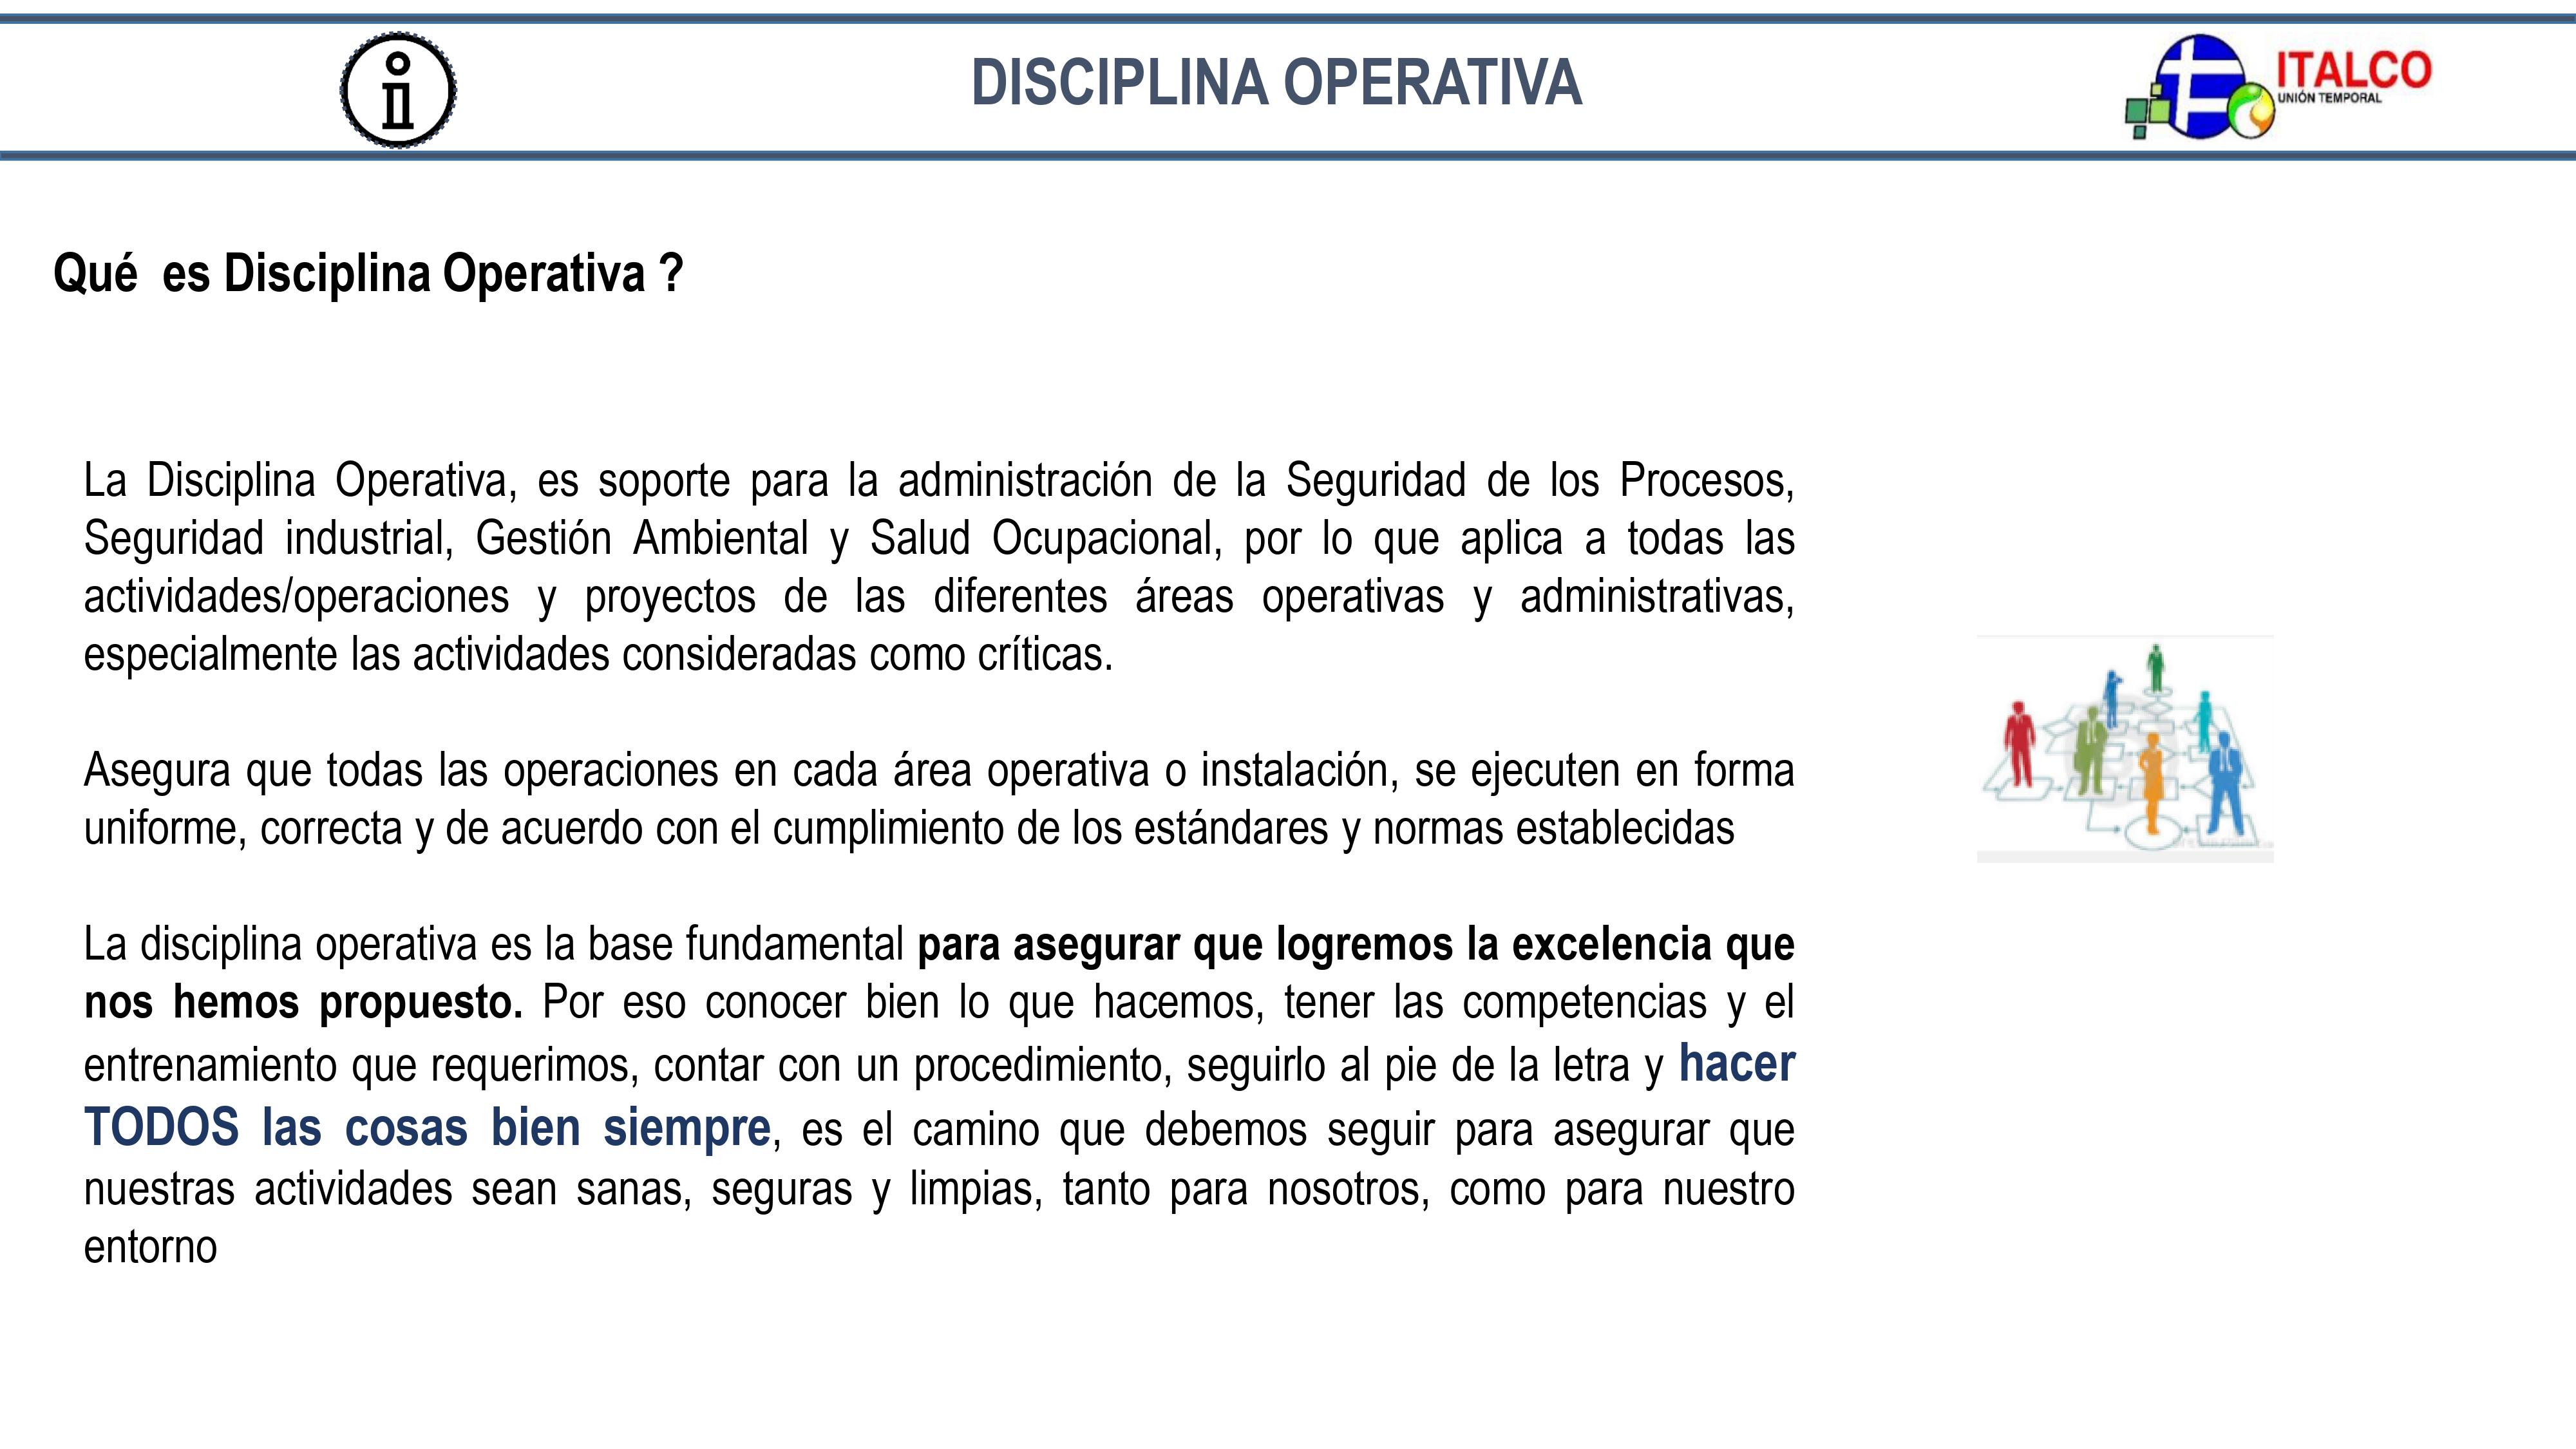 DISCIPLINA OPERATIVA
ITALCO
UNIÓN TEMPORAL
Qué es Disciplina Operativa ?
La Disciplina Operativa, es soporte para la administración de la Seguridad de los Procesos,
Seguridad industrial, Gestión Ambiental y Salud Ocupacional, por lo que aplica a todas las
actividades/operaciones y proyectos de las diferentes áreas operativas y administrativas,
especialmente las actividades consideradas como críticas.
Asegura que todas las operaciones en cada área operativa o instalación, se ejecuten en forma
uniforme, correcta y de acuerdo con el cumplimiento de los estándares y normas establecidas
La disciplina operativa es la base fundamental para asegurar que logremos la excelencia que
nos hemos propuesto. Por eso conocer bien lo que hacemos, tener las competencias y el
entrenamiento que requerimos, contar con un procedimiento, seguirlo al pie de la letra y hacer
TODOS las cosas bien siempre, es el camino que debemos seguir para asegurar que
nuestras actividades sean sanas, seguras y limpias, tanto para nosotros, como para nuestro
entorno